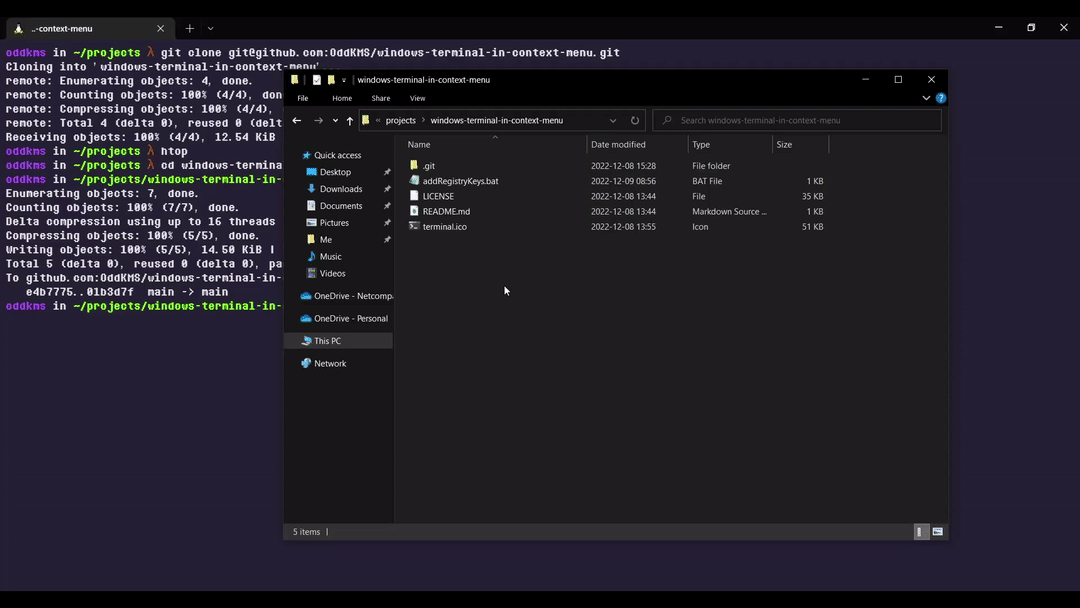 ..-context-menu
oddkms in ~/projects λ git clone git@github.com:OddKMS/windows-terminal-in-context-menu.git
Cloning into 'windows-terminal-in-context-menu'...
remote: Enumerating objects: 4, done.
remote: Counting objects: 100% (4/4),
remote: Compressing objects: 100% (4/4),
remote: Total 4 (delta 0), reused 0 (delt
Receiving objects: 100% (4/4), 12.54 KiB
oddkms in ~/projects λ htop
oddkms in ~/projects λ cd windows-termina
oddkms in ~/projects/windows-terminal-in-
Enumerating objects: 7, done.
Counting objects: 100% (7/7), done.
Delta compression using up to 16 threads
Compressing objects: 100% (5/5), done.
Writing objects: 100% (5/5), 14.50 KiB |
Total 5 (delta 0), reused 0 (delta 0), pa
To github.com:OddKMS/windows-terminal-in-
e4b7775..01b3d7f main -> main
oddkms in ~/projects/windows-terminal-in-
windows-terminal-in-context-menu
File Home Share View
« projects > windows-terminal-in-context-menu
Search windows-terminal-in-context-menu
Name Date modified Type Size
.git 2022-12-08 15:28 File folder
addRegistryKeys.bat 2022-12-09 08:56 BAT File 1 KB
LICENSE 2022-12-08 13:44 File 35 KB
README.md 2022-12-08 13:44 Markdown Source ... 1 KB
terminal.ico 2022-12-08 13:55 Icon 51 KB
Quick access
Desktop
Downloads
Documents
Pictures
Me
Music
Videos
OneDrive - Netcompa
OneDrive - Personal
This PC
Network
5 items